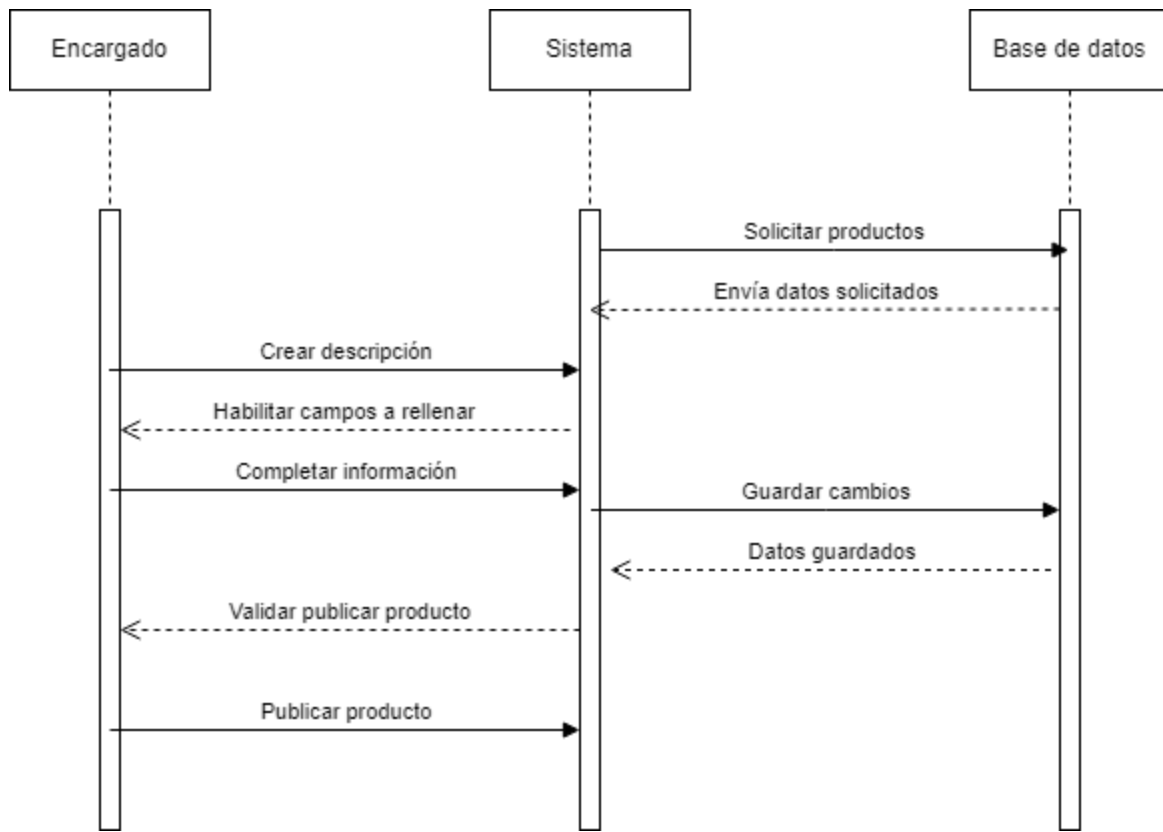 Encargado
Sistema
Base de datos
Solicitar productos
Envía datos solicitados
Crear descripción
Habilitar campos a rellenar
Completar información
Guardar cambios
Datos guardados
Validar publicar producto
Publicar producto